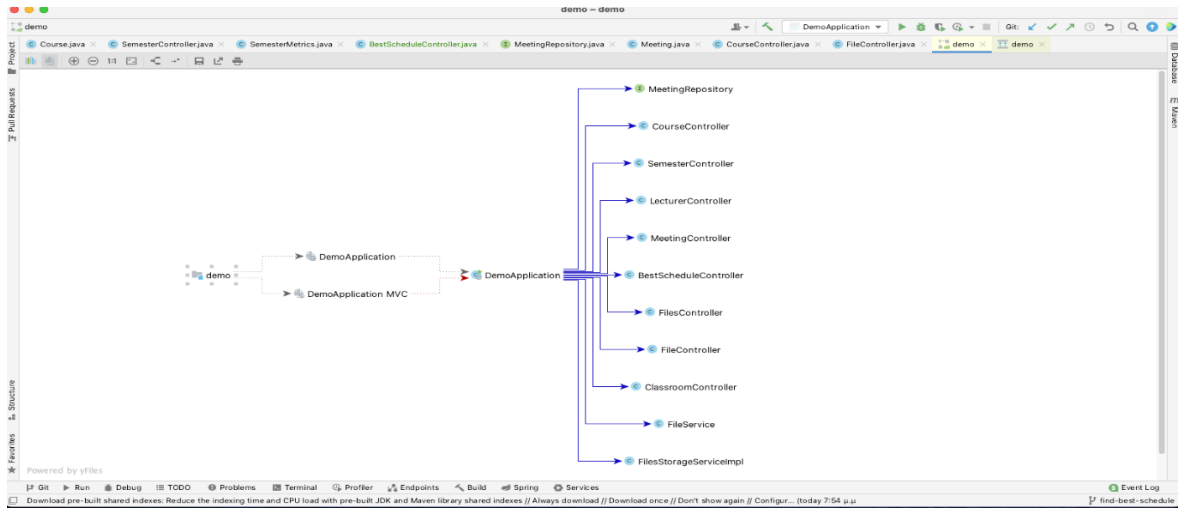 demo – demo
demo
DemoApplication
Git:
Course.java
SemesterController.java
SemesterMetrics.java
BestScheduleController.java
MeetingRepository.java
Meeting.java
CourseController.java
FileController.java
demo
demo
1:1
Project
Pull Requests
Structure
Favorites
Database
m Maven
MeetingRepository
CourseController
SemesterController
LecturerController
MeetingController
DemoApplication
demo
DemoApplication
BestScheduleController
DemoApplication MVC
FilesController
FileController
ClassroomController
FileService
FilesStorageServiceImpl
Powered by yFiles
Git Run Debug TODO Problems Terminal Profiler Endpoints Build Spring Services
Event Log
Download pre-built shared indexes: Reduce the indexing time and CPU load with pre-built JDK and Maven library shared indexes // Always download // Download once // Don't show again // Configur... (today 7:54 μ.μ
find-best-schedule